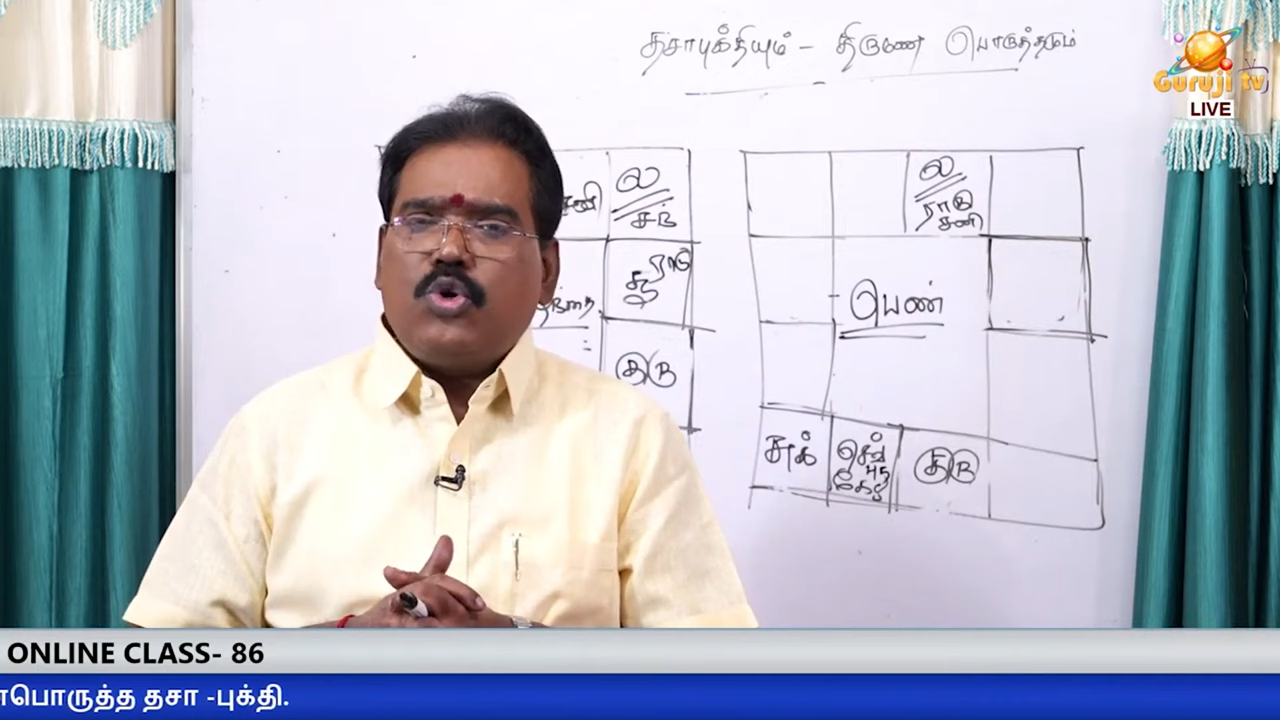 தசாபுக்தியும் - திருமண பொருத்தமும்
Guruji tv
LIVE
ல
சந்
ராகு
குரு
ல
ராகு
சனி
பெண்
சுக்
செவ்
கேது
குரு
ONLINE CLASS- 86
பொருத்த தசா -புக்தி.